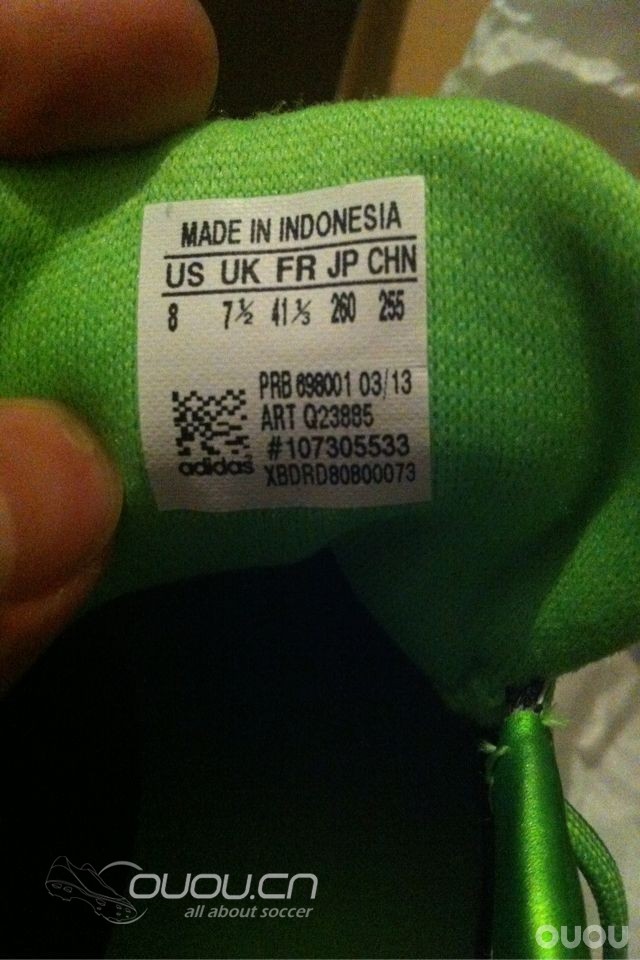 MADE IN INDONESIA
US UK FR JP CHN
8 7½ 41⅓ 260 255
PRB 698001 03/13
ART Q23885
#107305533
adidas
XBDRD80800073
OUOU.CN
all about soccer
OUOU